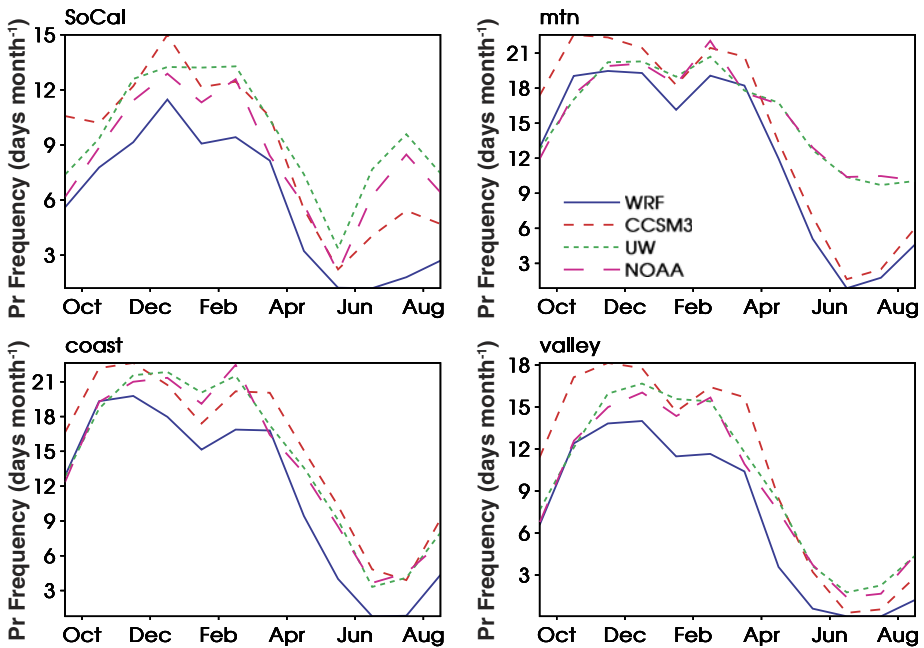 SoCal
Pr Frequency (days month-1)
15
12
9
6
3
Oct Dec Feb Apr Jun Aug
mtn
Pr Frequency (days month-1)
21
18
15
12
9
6
3
WRF
CCSM3
UW
NOAA
Oct Dec Feb Apr Jun Aug
coast
Pr Frequency (days month-1)
21
18
15
12
9
6
3
Oct Dec Feb Apr Jun Aug
valley
Pr Frequency (days month-1)
18
15
12
9
6
3
Oct Dec Feb Apr Jun Aug